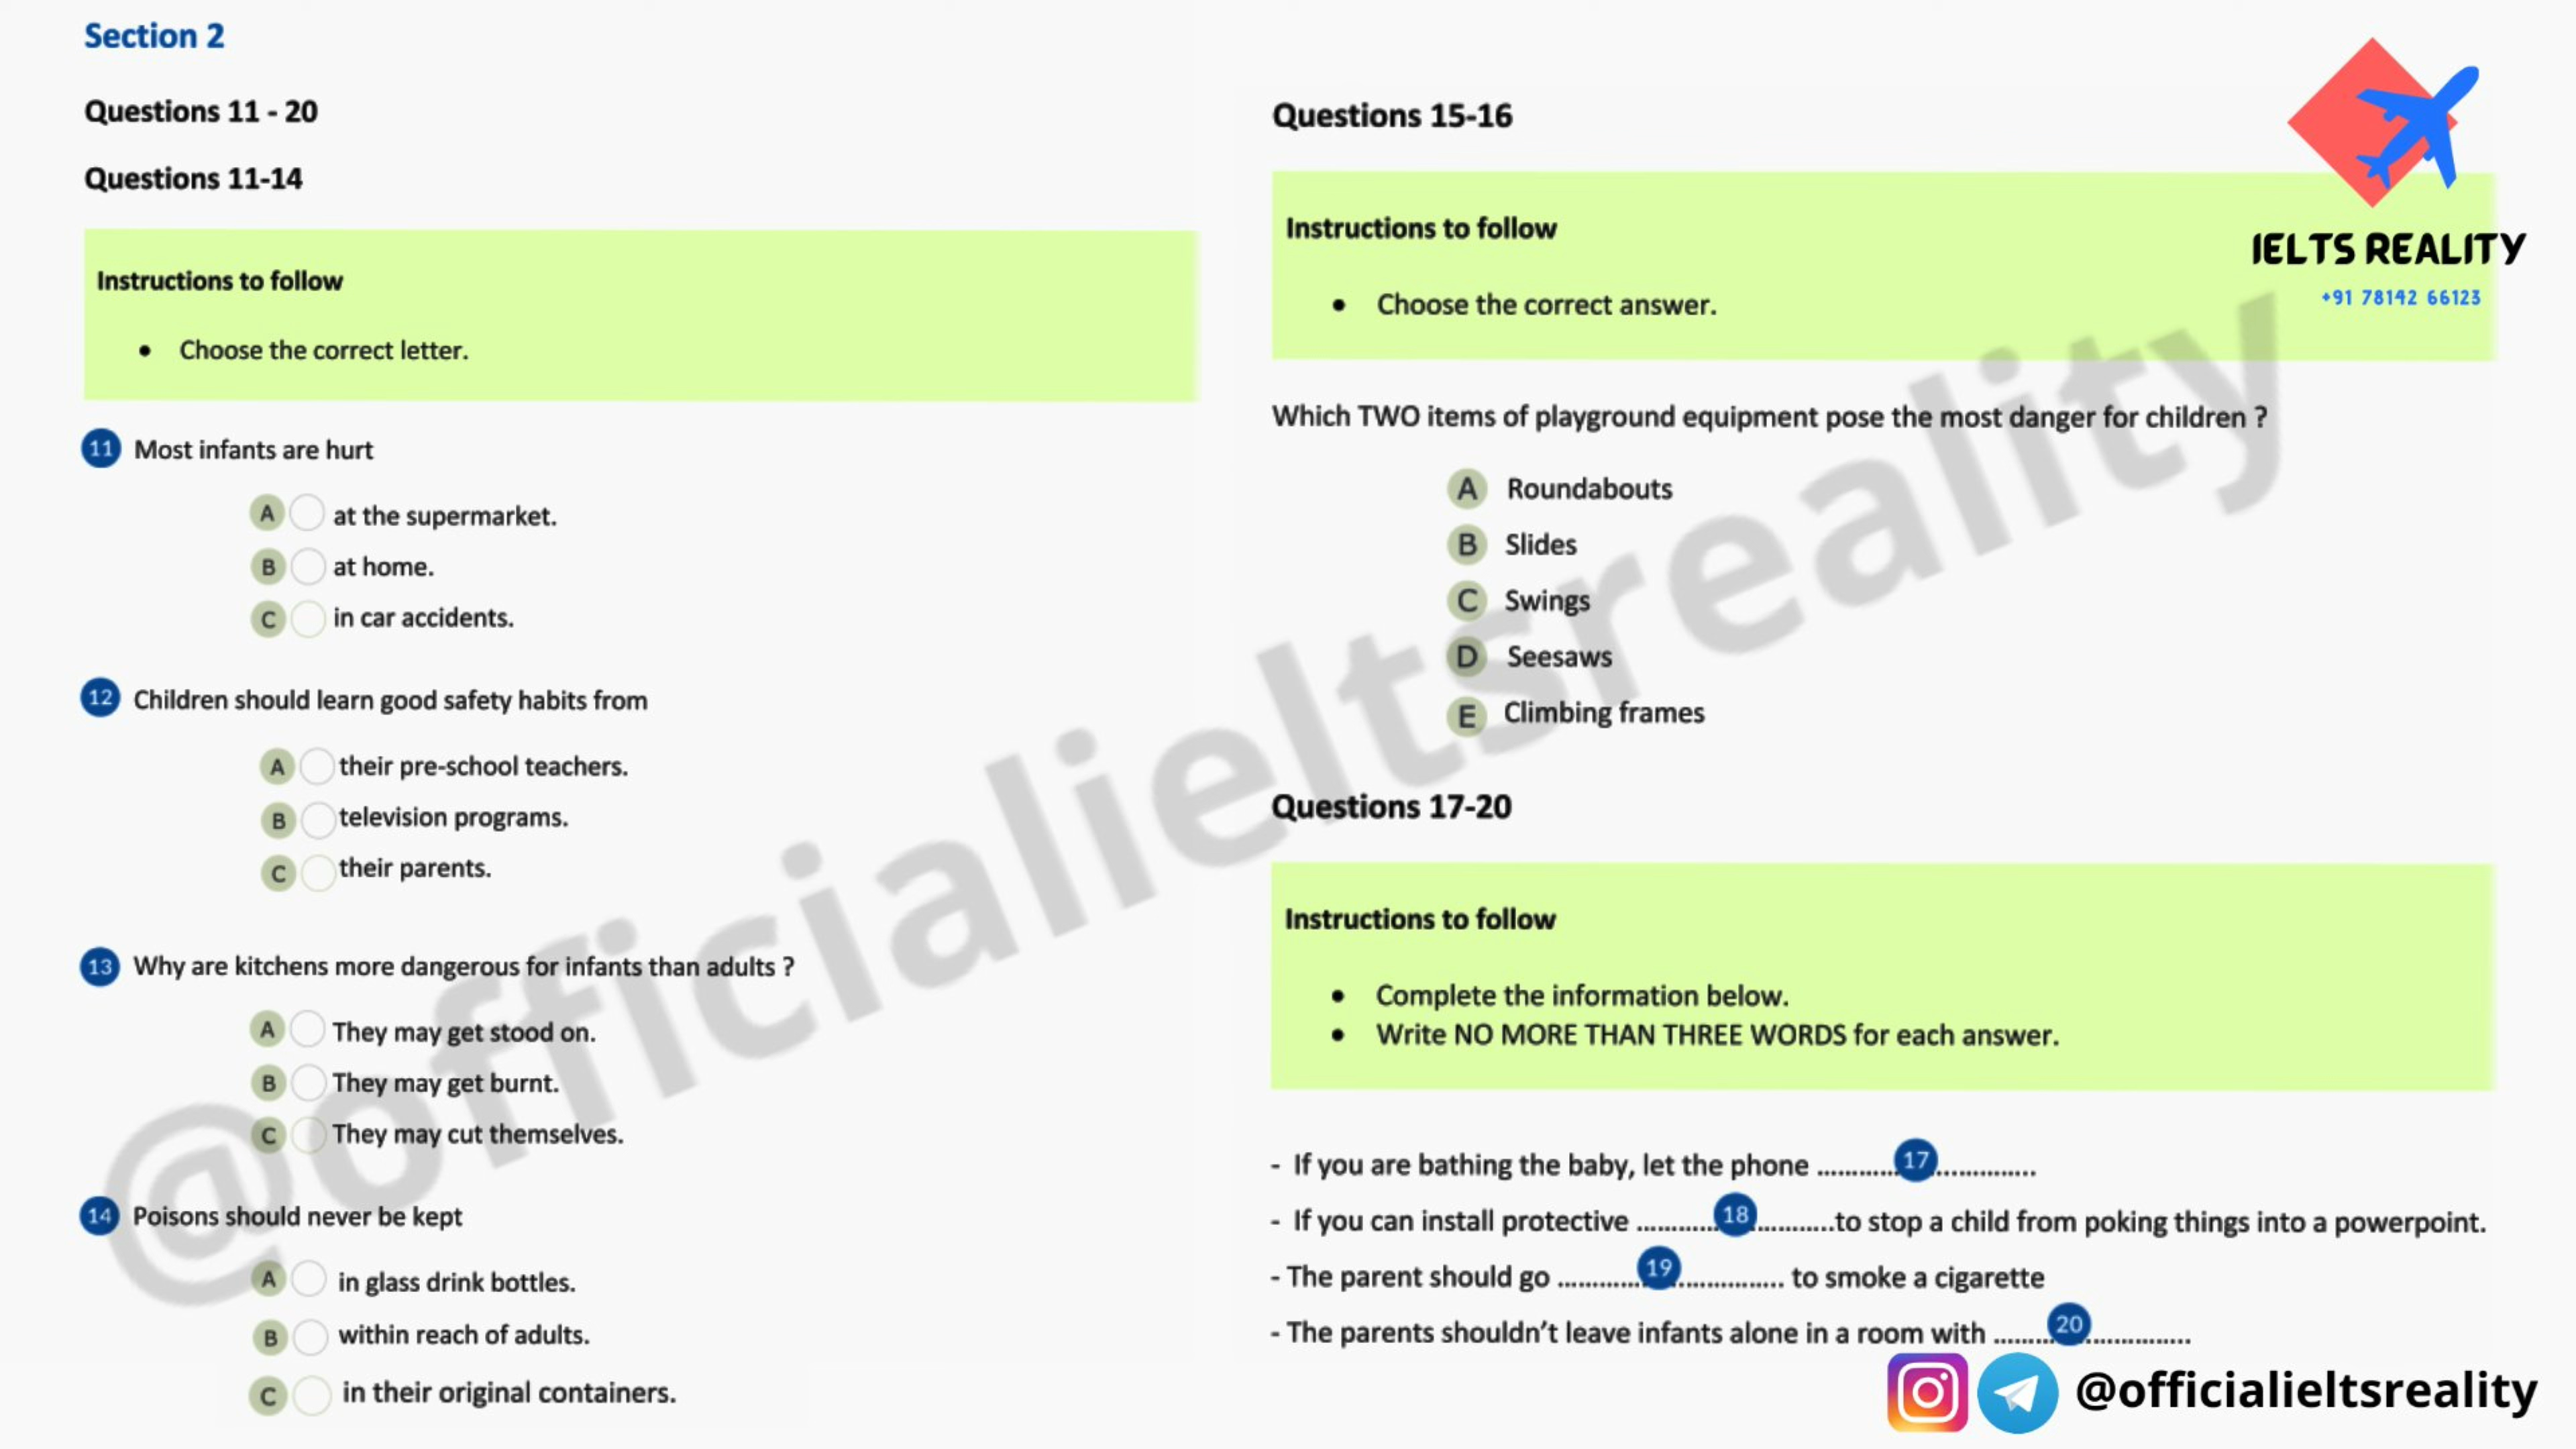 Section 2
Questions 11 - 20
Questions 11-14
Instructions to follow
• Choose the correct letter.
11 Most infants are hurt
A at the supermarket.
B at home.
C in car accidents.
12 Children should learn good safety habits from
A their pre-school teachers.
B television programs.
C their parents.
13 Why are kitchens more dangerous for infants than adults ?
A They may get stood on.
B They may get burnt.
C They may cut themselves.
14 Poisons should never be kept
A in glass drink bottles.
B within reach of adults.
C in their original containers.
Questions 15-16
Instructions to follow
• Choose the correct answer.
Which TWO items of playground equipment pose the most danger for children ?
A Roundabouts
B Slides
C Swings
D Seesaws
E Climbing frames
Questions 17-20
Instructions to follow
• Complete the information below.
• Write NO MORE THAN THREE WORDS for each answer.
- If you are bathing the baby, let the phone ...........17..............
- If you can install protective ...........18...........to stop a child from poking things into a powerpoint.
- The parent should go ...........19............... to smoke a cigarette
- The parents shouldn't leave infants alone in a room with ........20..............
IELTS REALITY
+91 78142 66123
@officialieltsreality
@officialieltsreality